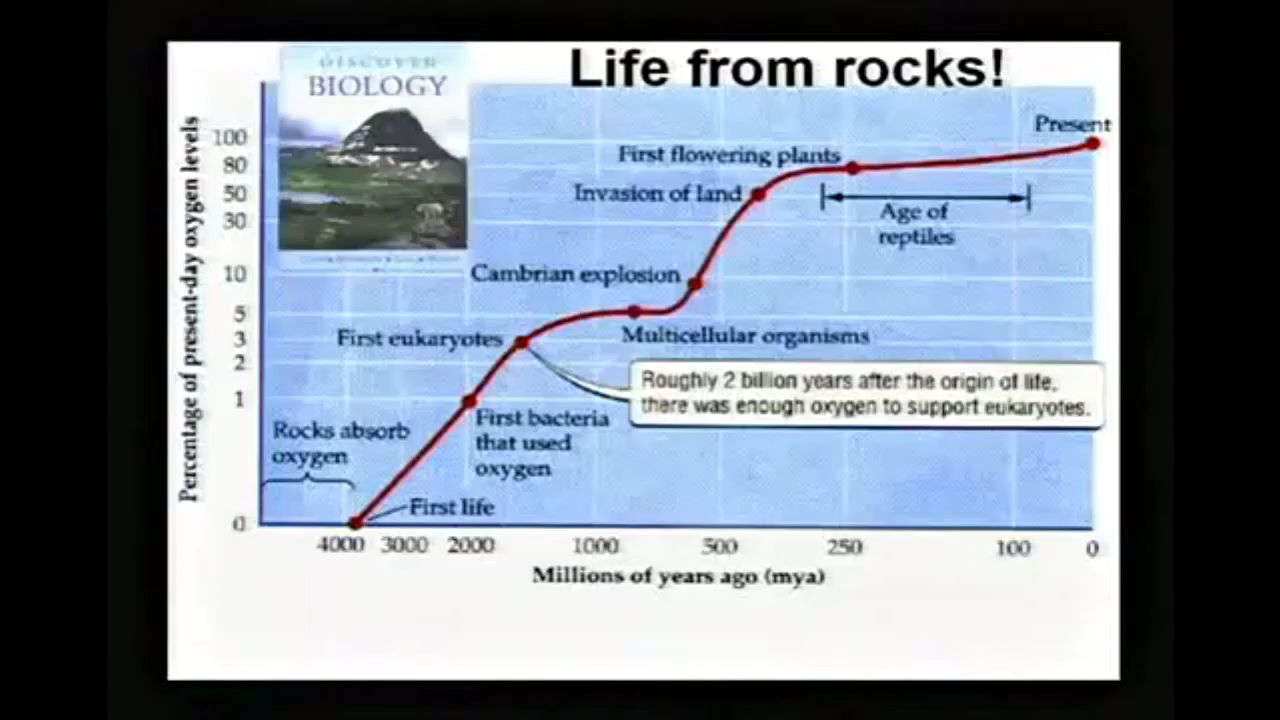 Life from rocks!
DISCOVER
BIOLOGY
Percentage of present-day oxygen levels
100
80
50
30
10
5
3
2
1
0
Present
First flowering plants
Invasion of land
Age of
reptiles
Cambrian explosion
First eukaryotes
Multicellular organisms
Roughly 2 billion years after the origin of life,
there was enough oxygen to support eukaryotes.
First bacteria
that used
oxygen
Rocks absorb
oxygen
First life
4000 3000 2000 1000 500 250 100 0
Millions of years ago (mya)